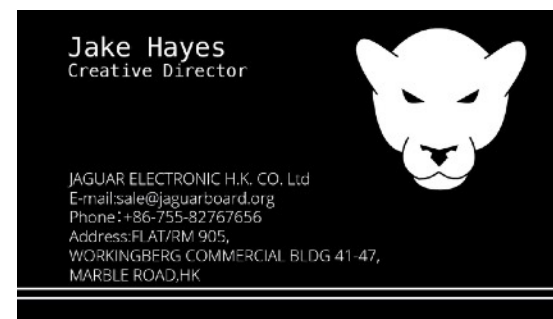 Jake Hayes
Creative Director
JAGUAR ELECTRONIC H.K. CO. Ltd
E-mail:sale@jaguarboard.org
Phone：+86-755-82767656
Address:FLAT/RM 905,
WORKINGBERG COMMERCIAL BLDG 41-47,
MARBLE ROAD,HK